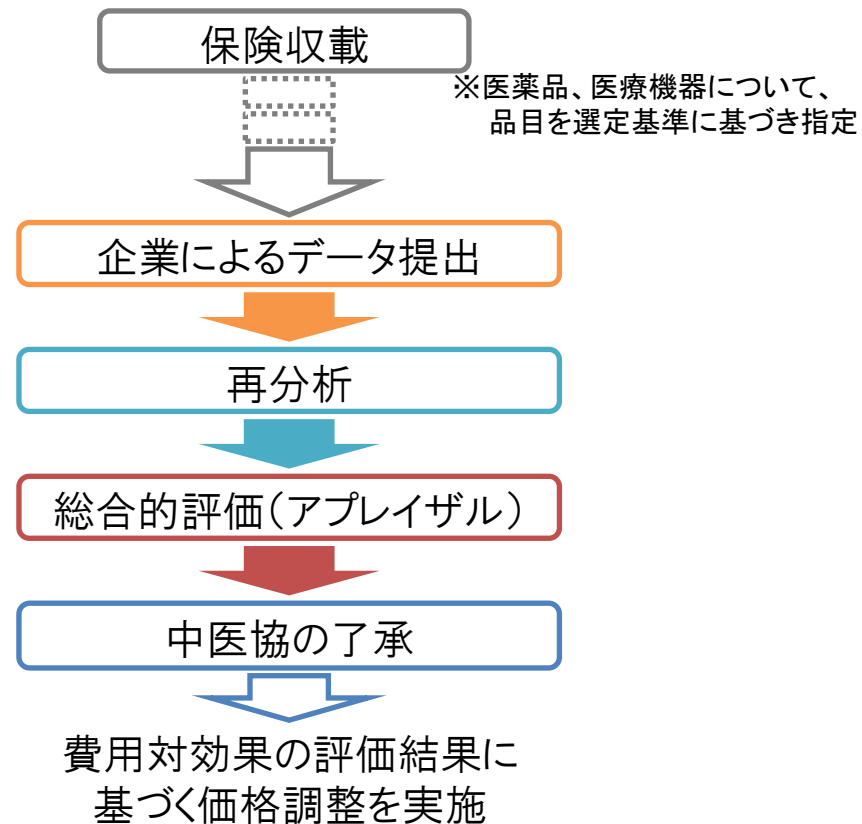 保険収載
※医薬品、医療機器について、
品目を選定基準に基づき指定
企業によるデータ提出
再分析
総合的評価（アプレイザル）
中医協の了承
費用対効果の評価結果に
基づく価格調整を実施